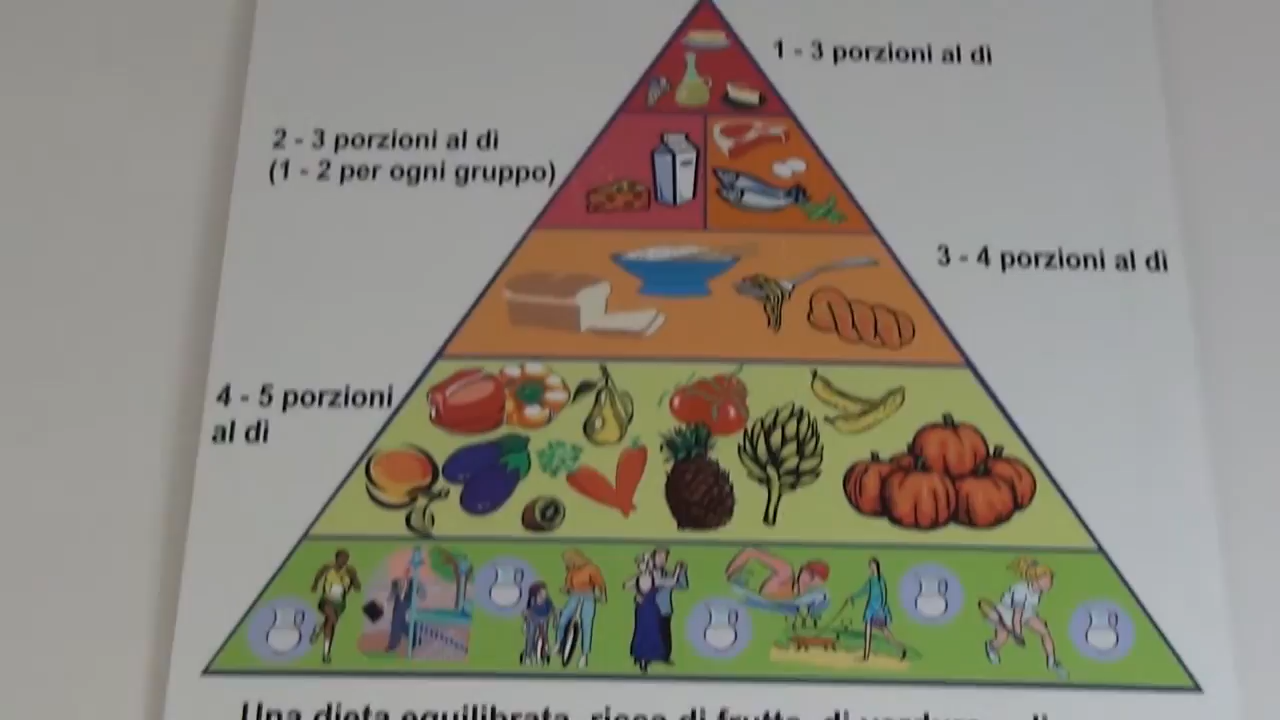 1 - 3 porzioni al dì
2 - 3 porzioni al dì
(1 - 2 per ogni gruppo)
3 - 4 porzioni al dì
4 - 5 porzioni
al dì
Una dieta equilibrata, ricca di frutta, di verdura